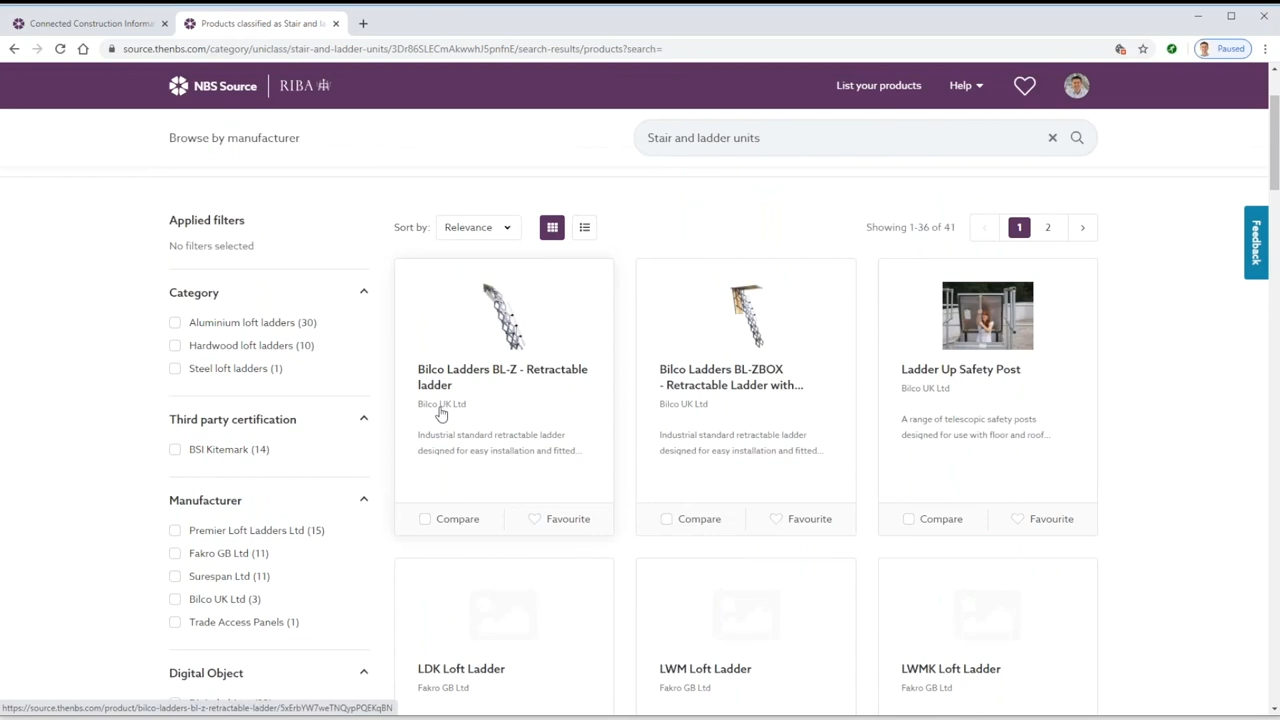 Connected Construction Informa
Products classified as Stair and la
source.thenbs.com/category/uniclass/stair-and-ladder-units/3Dr86SLECmAkwwhJ5pnfnE/search-results/products?search=
Paused
NBS Source
RIBA
List your products
Help
Browse by manufacturer
Stair and ladder units
Applied filters
No filters selected
Sort by:
Relevance
Showing 1-36 of 41
1
2
Feedback
Category
Aluminium loft ladders (30)
Hardwood loft ladders (10)
Steel loft ladders (1)
Third party certification
BSI Kitemark (14)
Manufacturer
Premier Loft Ladders Ltd (15)
Fakro GB Ltd (11)
Surespan Ltd (11)
Bilco UK Ltd (3)
Trade Access Panels (1)
Digital Object
Bilco Ladders BL-Z - Retractable
ladder
Bilco UK Ltd
Industrial standard retractable ladder
designed for easy installation and fitted...
Compare
Favourite
Bilco Ladders BL-ZBOX
- Retractable Ladder with...
Bilco UK Ltd
Industrial standard retractable ladder
designed for easy installation and fitted...
Compare
Favourite
Ladder Up Safety Post
Bilco UK Ltd
A range of telescopic safety posts
designed for use with floor and roof...
Compare
Favourite
LDK Loft Ladder
Fakro GB Ltd
LWM Loft Ladder
Fakro GB Ltd
LWMK Loft Ladder
Fakro GB Ltd
https://source.thenbs.com/product/bilco-ladders-bl-z-retractable-ladder/5xErbYW7weTNQypPQEKqBN